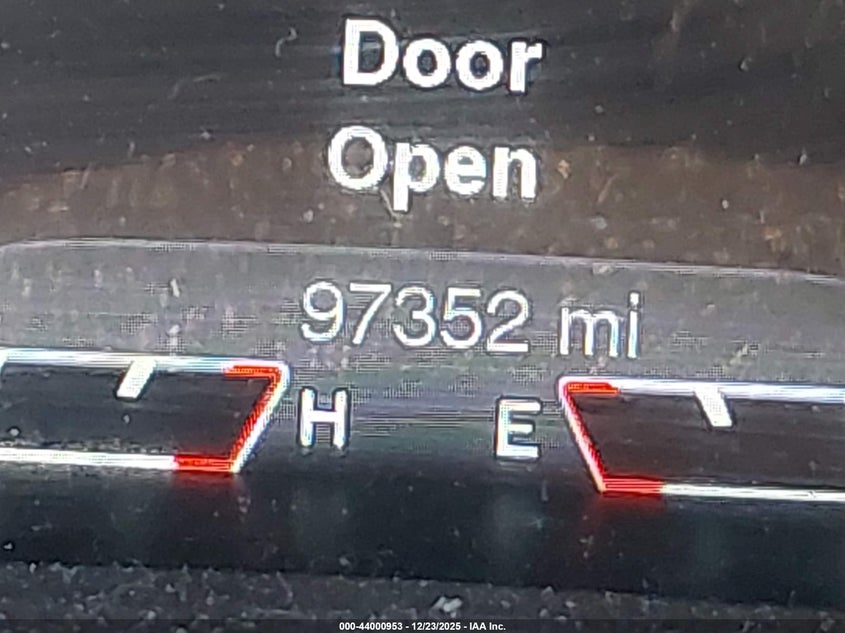 Door
Open
97352 mi
H E
000-44000953 - 12/23/2025 - IAA Inc.